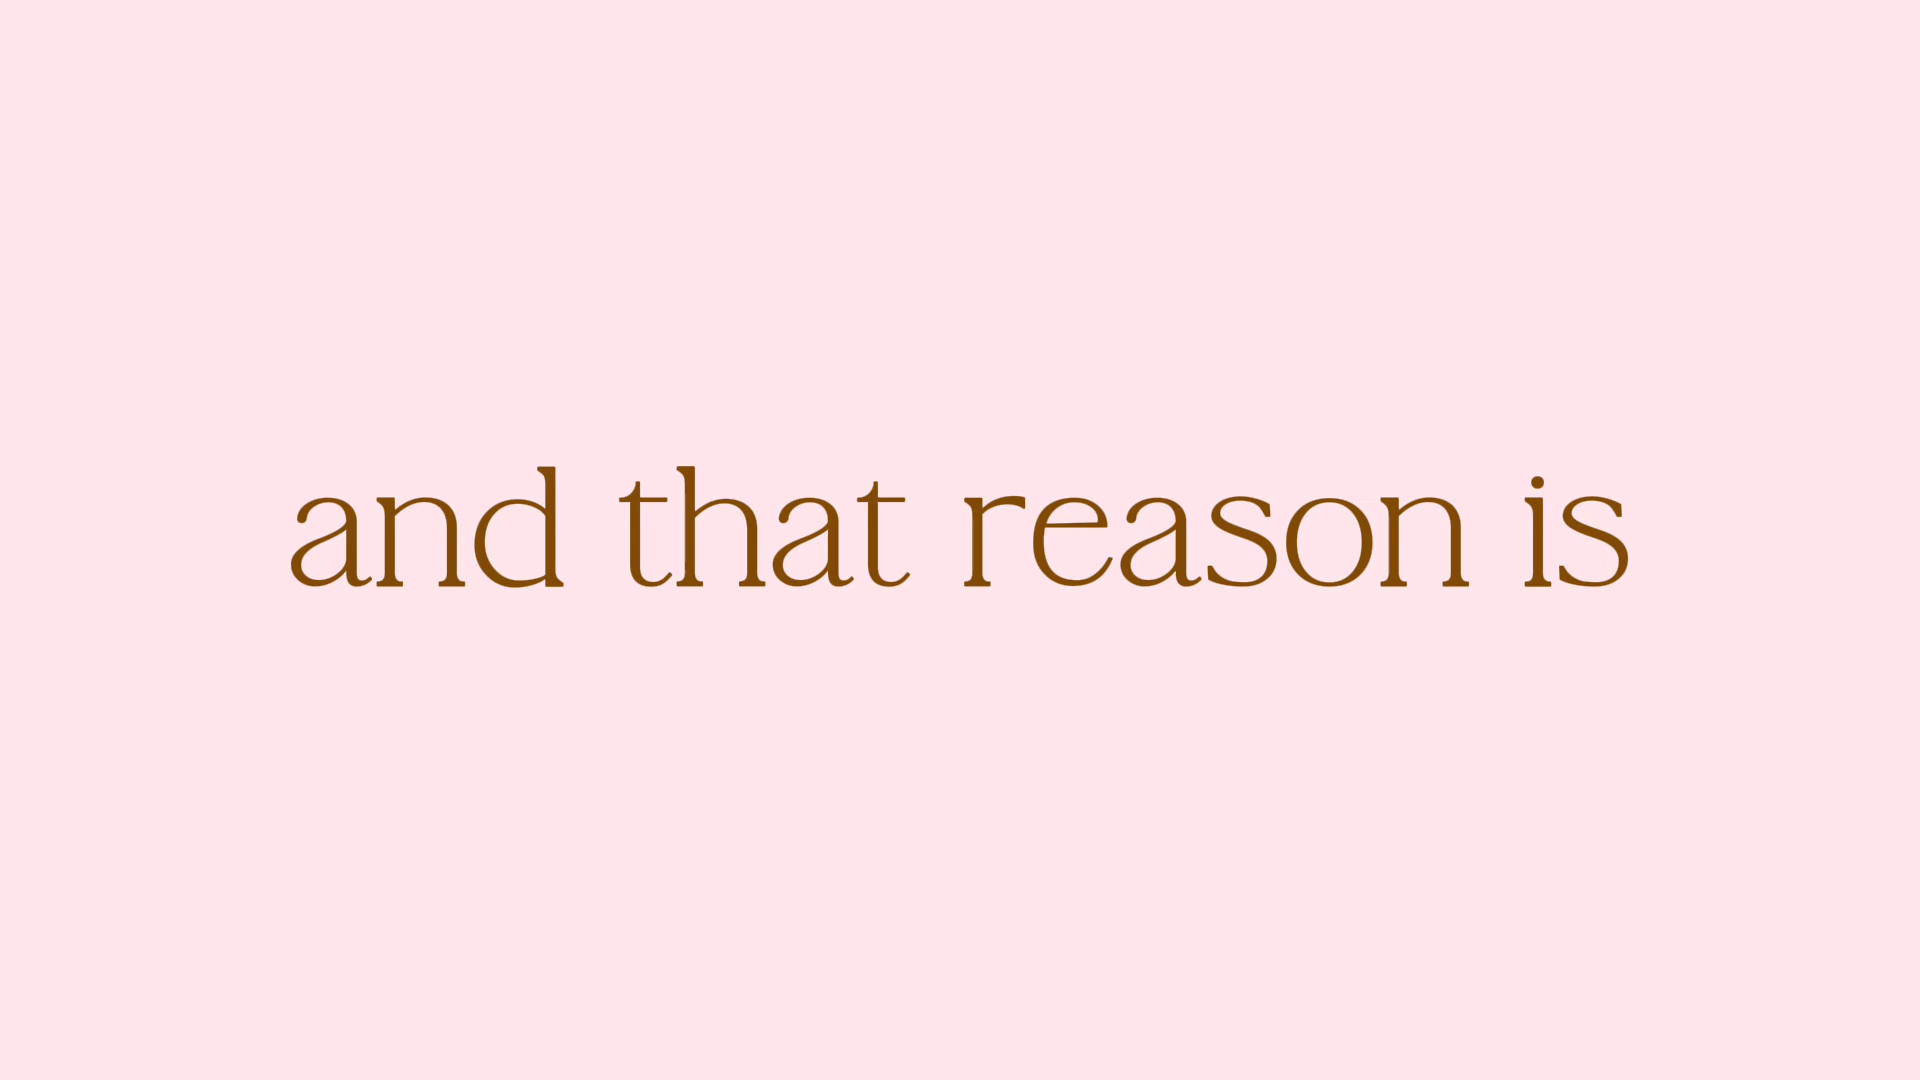 and that reason is